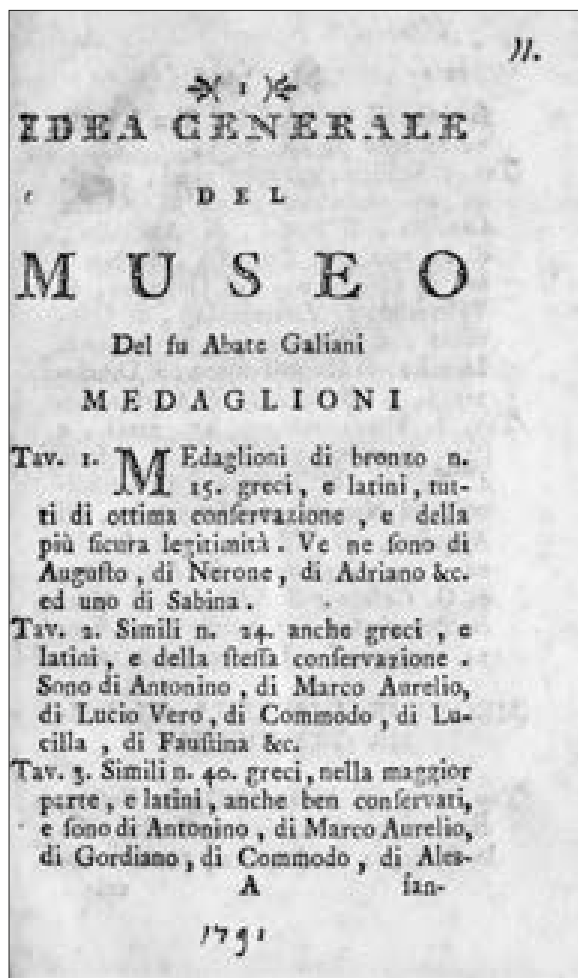 II.
( 1 )
IDEA GENERALE
DEL
MUSEO
Del fu Abate Galiani
MEDAGLIONI
Tav. 1. MEdaglioni di bronzo n.
15. greci, e latini, tut-
ti di ottima conſervazione, e della
più ſicura legitimità. Ve ne ſono di
Auguſto, di Nerone, di Adriano &c.
ed uno di Sabina.
Tav. 2. Simili n. 24. anche greci, e
latini, e della ſteſſa conſervazione.
Sono di Antonino, di Marco Aurelio,
di Lucio Vero, di Commodo, di Lu-
cilla, di Fauſtina &c.
Tav. 3. Simili n. 40. greci, nella maggior
parte, e latini, anche ben conſervati,
e ſono di Antonino, di Marco Aurelio,
di Gordiano, di Commodo, di Aleſ-
A ſan-
1791